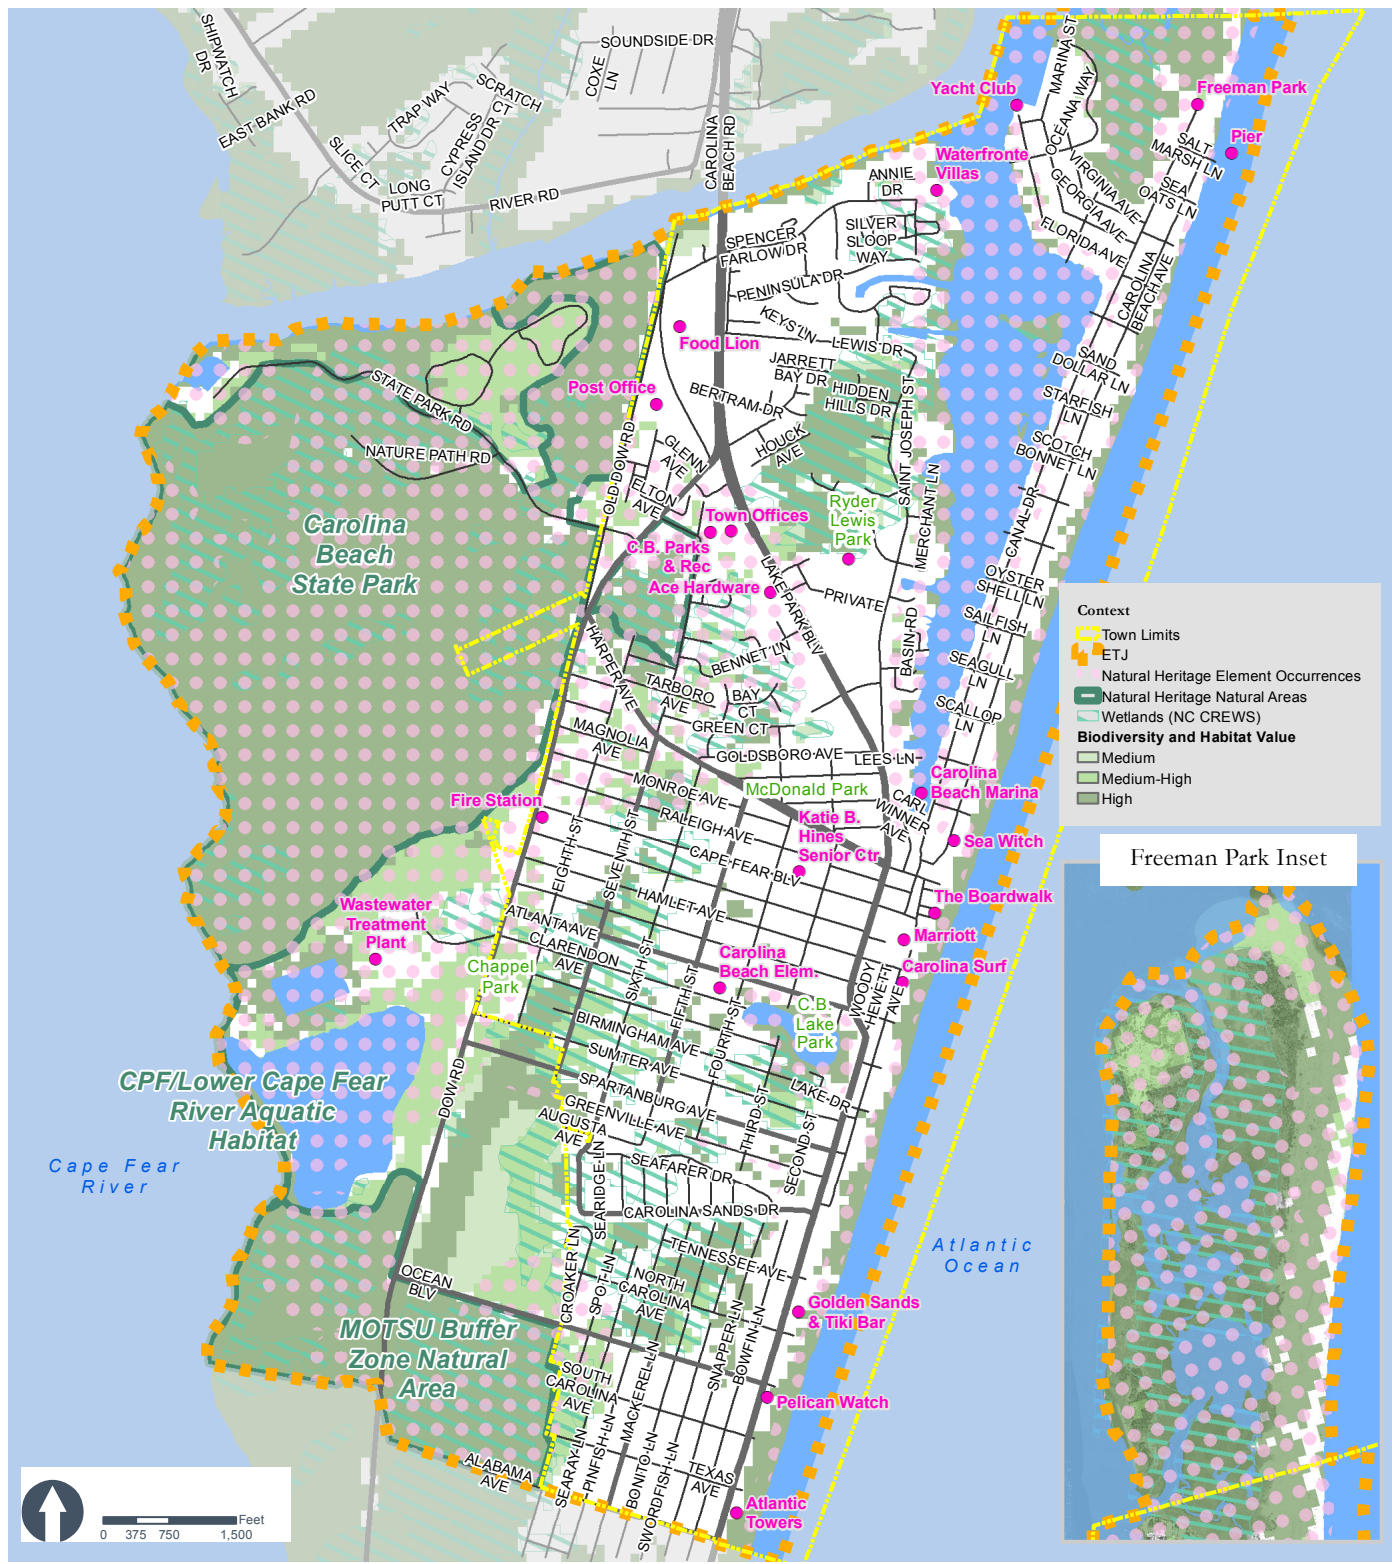 SHIPWATCH
DR
SOUNDSIDE DR
COXE
LN
SCRATCH
CT
TRAP WAY
EAST BANK RD
CYPRESS
ISLAND DR
SLICE CT
LONG
PUTT CT
RIVER RD
CAROLINA
BEACH RD
MARINA ST
OCEANA WAY
Yacht Club
Freeman Park
Pier
SALT
MARSH LN
SEA
OATS LN
VIRGINIA AVE
GEORGIA AVE
FLORIDA AVE
CAROLINA
BEACH AVE
Waterfronte
Villas
ANNIE
DR
SILVER
SLOOP
WAY
SPENCER
FARLOW DR
PENINSULA DR
KEYS LN
LEWIS DR
Food Lion
JARRETT
BAY DR
HIDDEN
HILLS DR
SAND
DOLLAR LN
STARFISH
LN
SCOTCH
BONNET LN
STATE PARK RD
NATURE PATH RD
Post Office
BERTRAM DR
HOUCK
AVE
GLENN
AVE
ELTON
AVE
OLD DOW RD
SAINT JOSEPH ST
MERCHANT LN
CANAL DR
Ryder
Lewis
Park
Carolina
Beach
State Park
Town Offices
C.B. Parks
& Rec
Ace Hardware
LAKE PARK BLV
PRIVATE
BASIN RD
OYSTER
SHELL LN
SAILFISH
LN
SEAGULL
LN
SCALLOP
LN
HARPER AVE
BENNET LN
TARBORO
AVE
BAY
CT
GREEN CT
MAGNOLIA
AVE
GOLDSBORO AVE
LEES LN
MONROE AVE
McDonald Park
Carolina
Beach Marina
CARL
WINNER
AVE
RALEIGH AVE
Katie B.
Hines
Senior Ctr
Sea Witch
Fire Station
EIGHTH ST
SEVENTH ST
CAPE FEAR BLV
HAMLET AVE
The Boardwalk
Marriott
Carolina Surf
Wastewater
Treatment
Plant
ATLANTA AVE
CLARENDON
AVE
Chappel
Park
SIXTH ST
FIFTH ST
FOURTH ST
Carolina
Beach Elem.
C.B.
Lake
Park
WOODY
HEWETT
AVE
BIRMINGHAM AVE
SUMTER AVE
SPARTANBURG AVE
GREENVILLE AVE
AUGUSTA
AVE
LAKE DR
THIRD ST
SECOND ST
DOW RD
CPF/Lower Cape Fear
River Aquatic
Habitat
Cape Fear
River
SEAFARER DR
SEARIDGE LN
CAROLINA SANDS DR
TENNESSEE AVE
NORTH
CAROLINA
AVE
CROAKER LN
SPOT LN
OCEAN
BLV
Atlantic
Ocean
Golden Sands
& Tiki Bar
SNAPPER LN
BOWFIN LN
MOTSU Buffer
Zone Natural
Area
SOUTH
CAROLINA
AVE
MACKEREL LN
Pelican Watch
ALABAMA
AVE
SEARAY LN
PINFISH LN
BONITO LN
SWORDFISH LN
TEXAS
AVE
Atlantic
Towers
Context
Town Limits
ETJ
Natural Heritage Element Occurrences
Natural Heritage Natural Areas
Wetlands (NC CREWS)
Biodiversity and Habitat Value
Medium
Medium-High
High
Freeman Park Inset
Feet
0 375 750 1,500